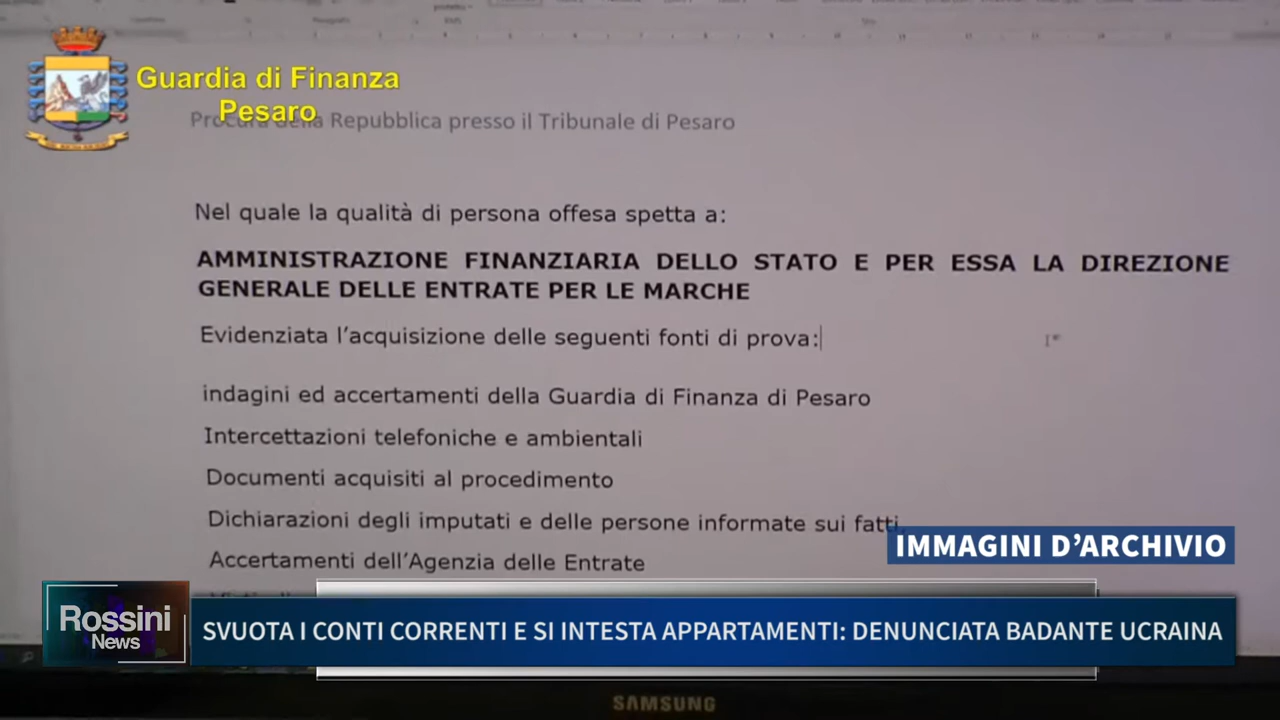 Guardia di Finanza
Pesaro
Procura della Repubblica presso il Tribunale di Pesaro
Nel quale la qualità di persona offesa spetta a:
AMMINISTRAZIONE FINANZIARIA DELLO STATO E PER ESSA LA DIREZIONE
GENERALE DELLE ENTRATE PER LE MARCHE
Evidenziata l’acquisizione delle seguenti fonti di prova:
indagini ed accertamenti della Guardia di Finanza di Pesaro
Intercettazioni telefoniche e ambientali
Documenti acquisiti al procedimento
Dichiarazioni degli imputati e delle persone informate sui fatti.
Accertamenti dell’Agenzia delle Entrate
IMMAGINI D’ARCHIVIO
Rossini
News
SVUOTA I CONTI CORRENTI E SI INTESTA APPARTAMENTI: DENUNCIATA BADANTE UCRAINA
SAMSUNG